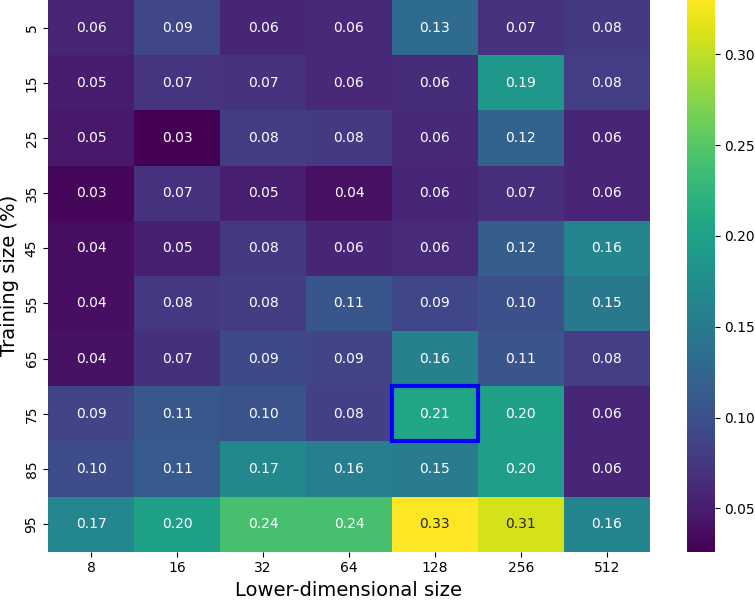 5 0.06 0.09 0.06 0.06 0.13 0.07 0.08
15 0.05 0.07 0.07 0.06 0.06 0.19 0.08
25 0.05 0.03 0.08 0.08 0.06 0.12 0.06
35 0.03 0.07 0.05 0.04 0.06 0.07 0.06
45 0.04 0.05 0.08 0.06 0.06 0.12 0.16
55 0.04 0.08 0.08 0.11 0.09 0.10 0.15
65 0.04 0.07 0.09 0.09 0.16 0.11 0.08
75 0.09 0.11 0.10 0.08 0.21 0.20 0.06
85 0.10 0.11 0.17 0.16 0.15 0.20 0.06
95 0.17 0.20 0.24 0.24 0.33 0.31 0.16
8 16 32 64 128 256 512
Lower-dimensional size
Training size (%)
0.30
0.25
0.20
0.15
0.10
0.05